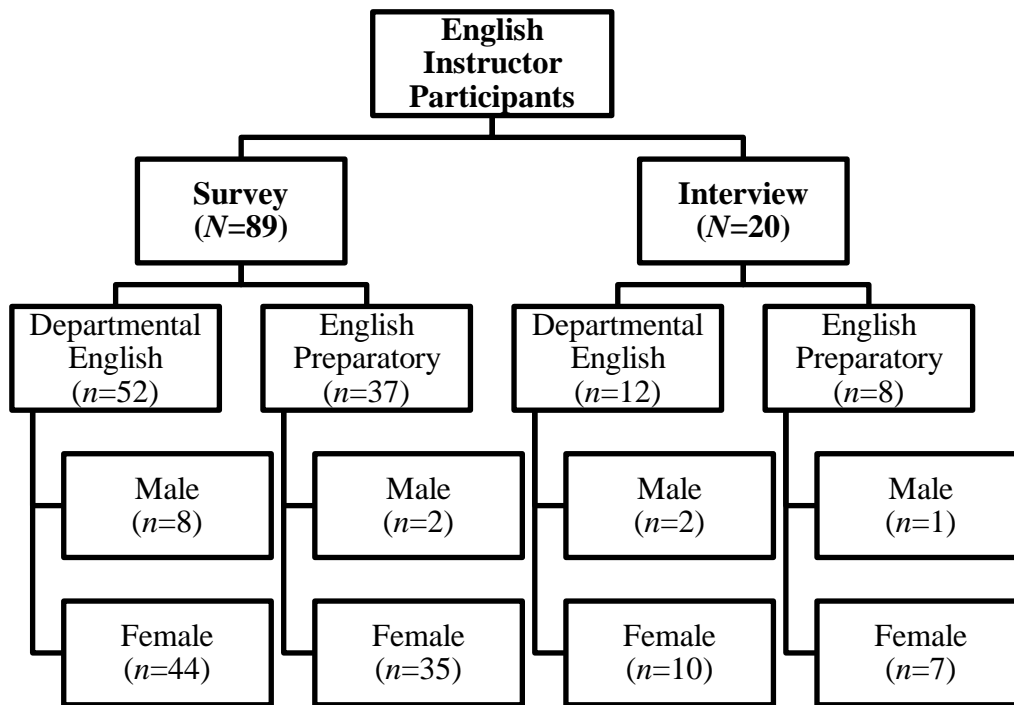 English
Instructor
Participants
Survey
(N=89)
Interview
(N=20)
Departmental
English
(n=52)
English
Preparatory
(n=37)
Departmental
English
(n=12)
English
Preparatory
(n=8)
Male
(n=8)
Male
(n=2)
Male
(n=2)
Male
(n=1)
Female
(n=44)
Female
(n=35)
Female
(n=10)
Female
(n=7)